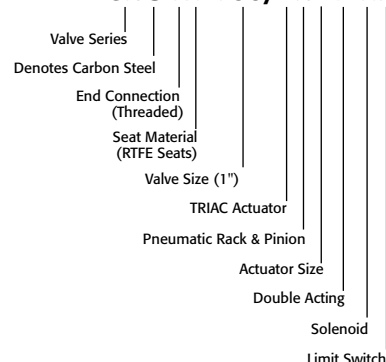 Valve Series
Denotes Carbon Steel
End Connection
(Threaded)
Seat Material
(RTFE Seats)
Valve Size (1")
TRIAC Actuator
Pneumatic Rack & Pinion
Actuator Size
Double Acting
Solenoid
Limit Switch